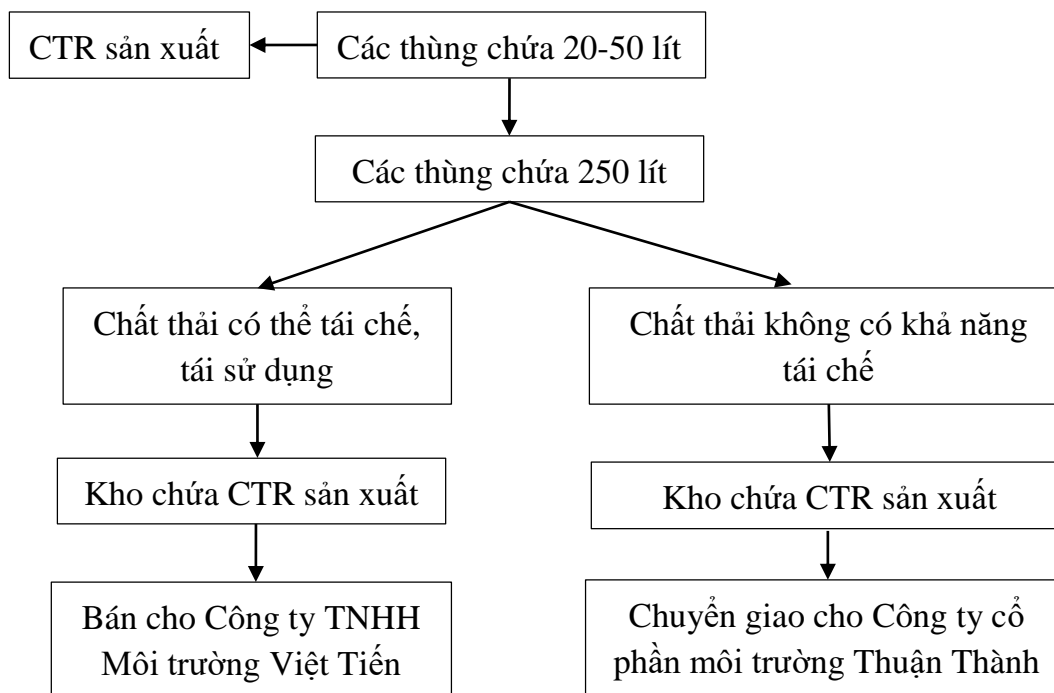 CTR sản xuất
Các thùng chứa 20-50 lít
Các thùng chứa 250 lít
Chất thải có thể tái chế,
tái sử dụng
Chất thải không có khả năng
tái chế
Kho chứa CTR sản xuất
Kho chứa CTR sản xuất
Bán cho Công ty TNHH
Môi trường Việt Tiến
Chuyển giao cho Công ty cổ
phần môi trường Thuận Thành